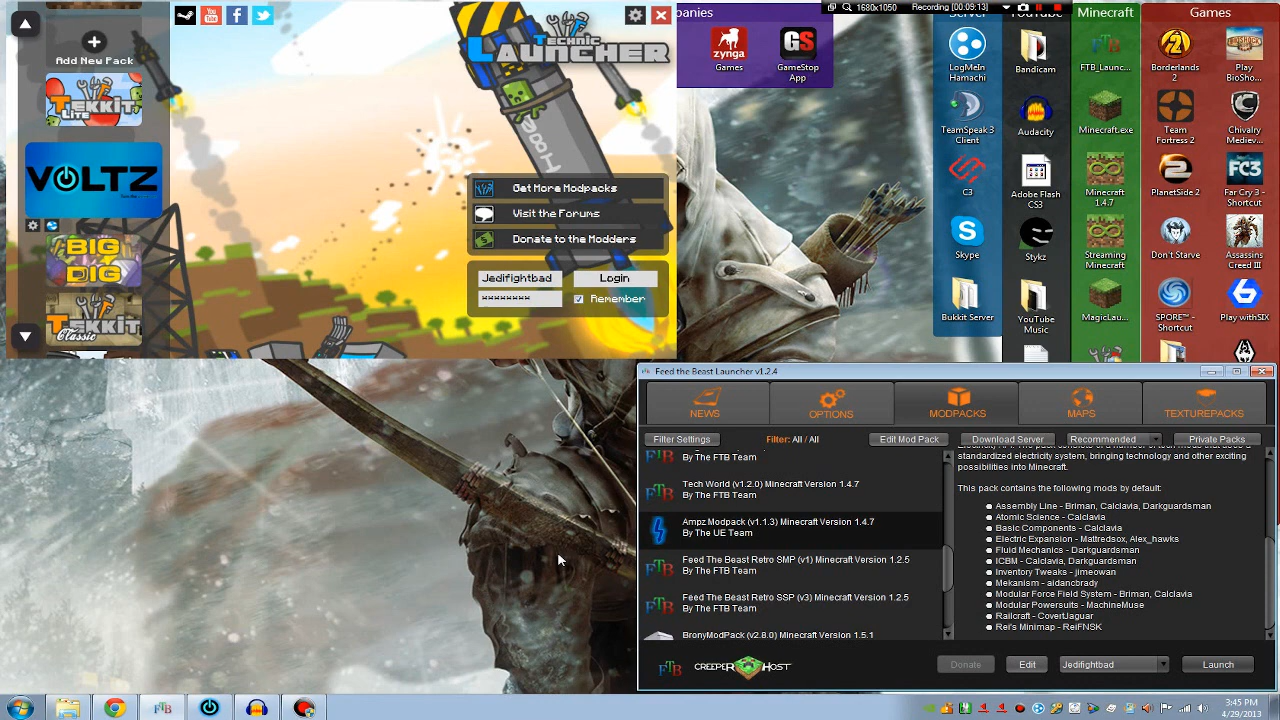 1680x1050 Recording [00:09:13]
Add New Pack
TEKKIT
Lite
VOLTZ
BIG
DIG
TEKKIT
Classic
TECHNIC
LAUNCHER
Get More Modpacks
Visit the Forums
Donate to the Modders
Jedifightbad
Login
********
Remember
panies
zynga
Games
GS
GameStop
App
Server
LogMeIn
Hamachi
TeamSpeak 3
Client
C3
Skype
Bukkit Server
Bandicam
Audacity
Adobe Flash
Stykz
YouTube
Music
Minecraft
FTB_Launc...
Minecraft.exe
Minecraft
1.4.7
Streaming
Minecraft
MagicLau...
Games
Borderlands
2
Play
BioSho...
Team
Fortress 2
Chivalry
Mediev...
PlanetSide 2
FC3
Far Cry 3 -
Shortcut
Don't Starve
Assassins
Creed III
SPORE™ -
Shortcut
Play withSIX
Feed the Beast Launcher v1.2.4
NEWS
OPTIONS
MODPACKS
MAPS
TEXTUREPACKS
Filter Settings
Filter: All / All
Edit Mod Pack
Download Server
Recommended
Private Packs
By The FTB Team
Tech World (v1.2.0) Minecraft Version 1.4.7
By The FTB Team
Ampz Modpack (v1.1.3) Minecraft Version 1.4.7
By The UE Team
Feed The Beast Retro SMP (v1) Minecraft Version 1.2.5
By The FTB Team
Feed The Beast Retro SSP (v3) Minecraft Version 1.2.5
By The FTB Team
BronyModPack (v2.8.0) Minecraft Version 1.5.1
standardized electricity system, bringing technology and other exciting
possibilities into Minecraft.
This pack contains the following mods by default:
Assembly Line - Briman, Calclavia, Darkguardsman
Atomic Science - Calclavia
Basic Components - Calclavia
Electric Expansion - Mattredsox, Alex_hawks
Fluid Mechanics - Darkguardsman
ICBM - Calclavia, Darkguardsman
Inventory Tweaks - jimeowan
Mekanism - aidancbrady
Modular Force Field System - Briman, Calclavia
Modular Powersuits - MachineMuse
Railcraft - CovertJaguar
Rei's Minimap - ReiFNSK
FTB
CREEPER HOST
Donate
Edit
Jedifightbad
Launch
3:45 PM
4/29/2013